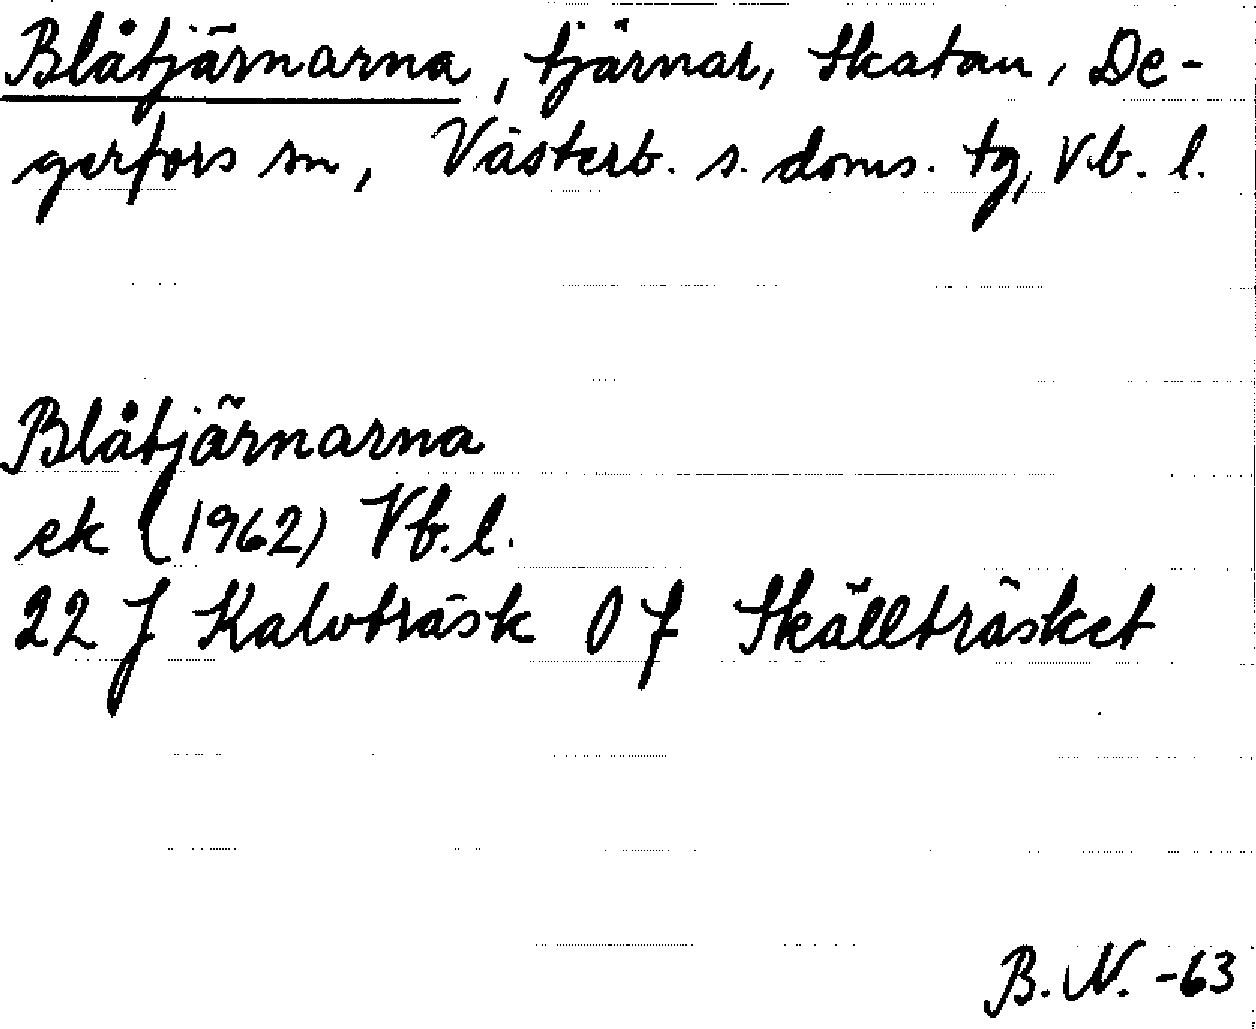 Blåtjärnarna, tjärnar, Skatan, De-
gerfors sn, Västerb. s. doms. tg, Vb. l.
Blåtjärnarna
ek (1962) Vb. l.
22 J Kalvträsk 0 f Skällträsket
B. N. -63